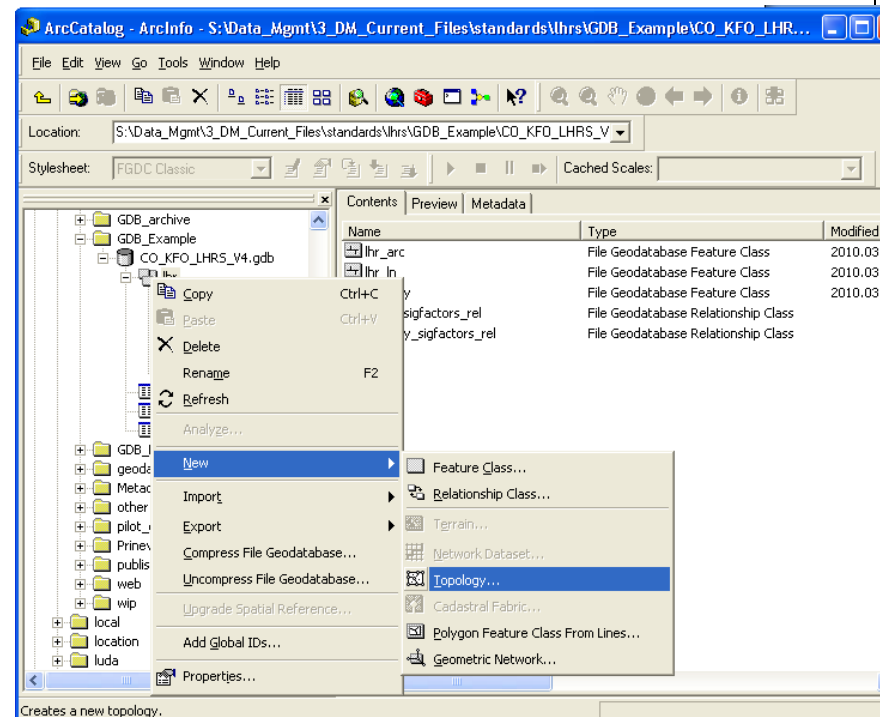 ArcCatalog - ArcInfo - S:\Data_Mgmt\3_DM_Current_Files\standards\lhrs\GDB_Example\CO_KFO_LHR...
File Edit View Go Tools Window Help
Location: S:\Data_Mgmt\3_DM_Current_Files\standards\lhrs\GDB_Example\CO_KFO_LHRS_V
Stylesheet: FGDC Classic Cached Scales:
GDB_archive
GDB_Example
CO_KFO_LHRS_V4.gdb
lhr
GDB_
geoda
Metad
other
pilot_
Prinev
publis
web
wip
local
location
luda
Contents Preview Metadata
Name Type Modified
lhr_arc File Geodatabase Feature Class 2010.03
lhr_ln File Geodatabase Feature Class 2010.03
y File Geodatabase Feature Class 2010.03
sigfactors_rel File Geodatabase Relationship Class
y_sigfactors_rel File Geodatabase Relationship Class
Copy Ctrl+C
Paste Ctrl+V
Delete
Rename F2
Refresh
Analyze...
New
Import
Export
Compress File Geodatabase...
Uncompress File Geodatabase...
Upgrade Spatial Reference...
Add Global IDs...
Properties...
Feature Class...
Relationship Class...
Terrain...
Network Dataset...
Topology...
Cadastral Fabric...
Polygon Feature Class From Lines...
Geometric Network...
Creates a new topology.